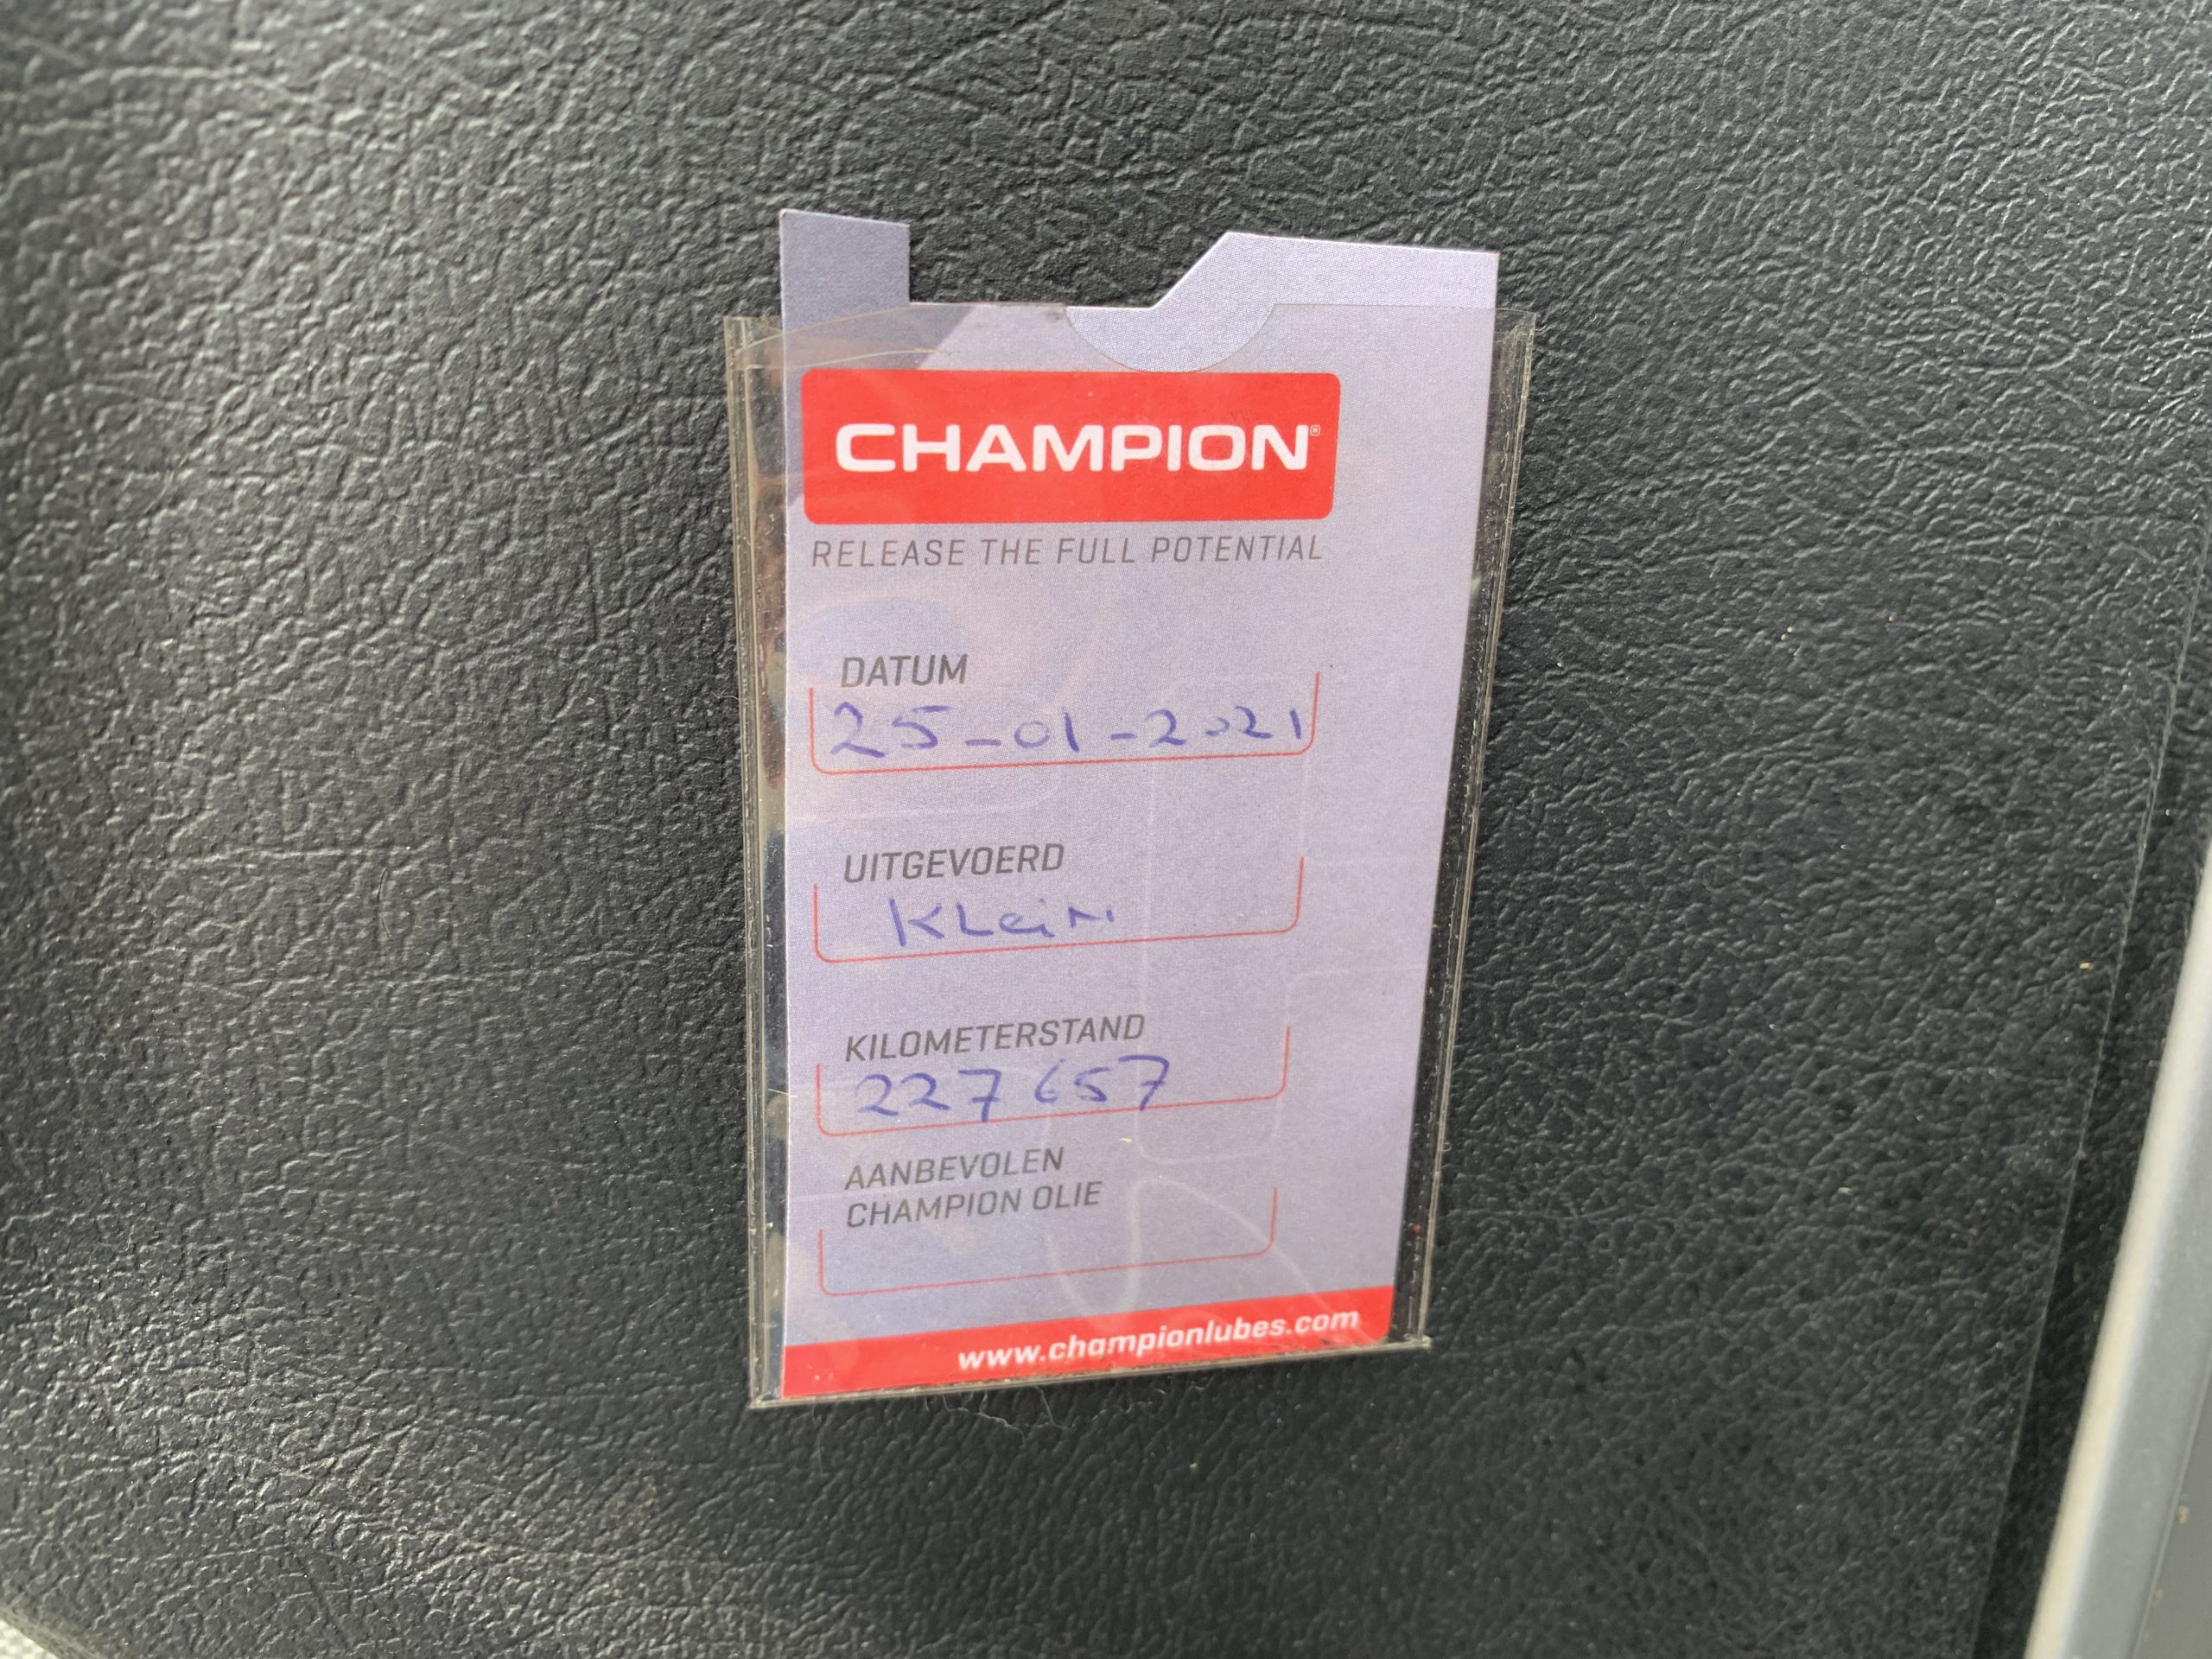 CHAMPION®
RELEASE THE FULL POTENTIAL
DATUM
25-01-2021
UITGEVOERD
KLein
KILOMETERSTAND
227657
AANBEVOLEN
CHAMPION OLIE
www.championlubes.com